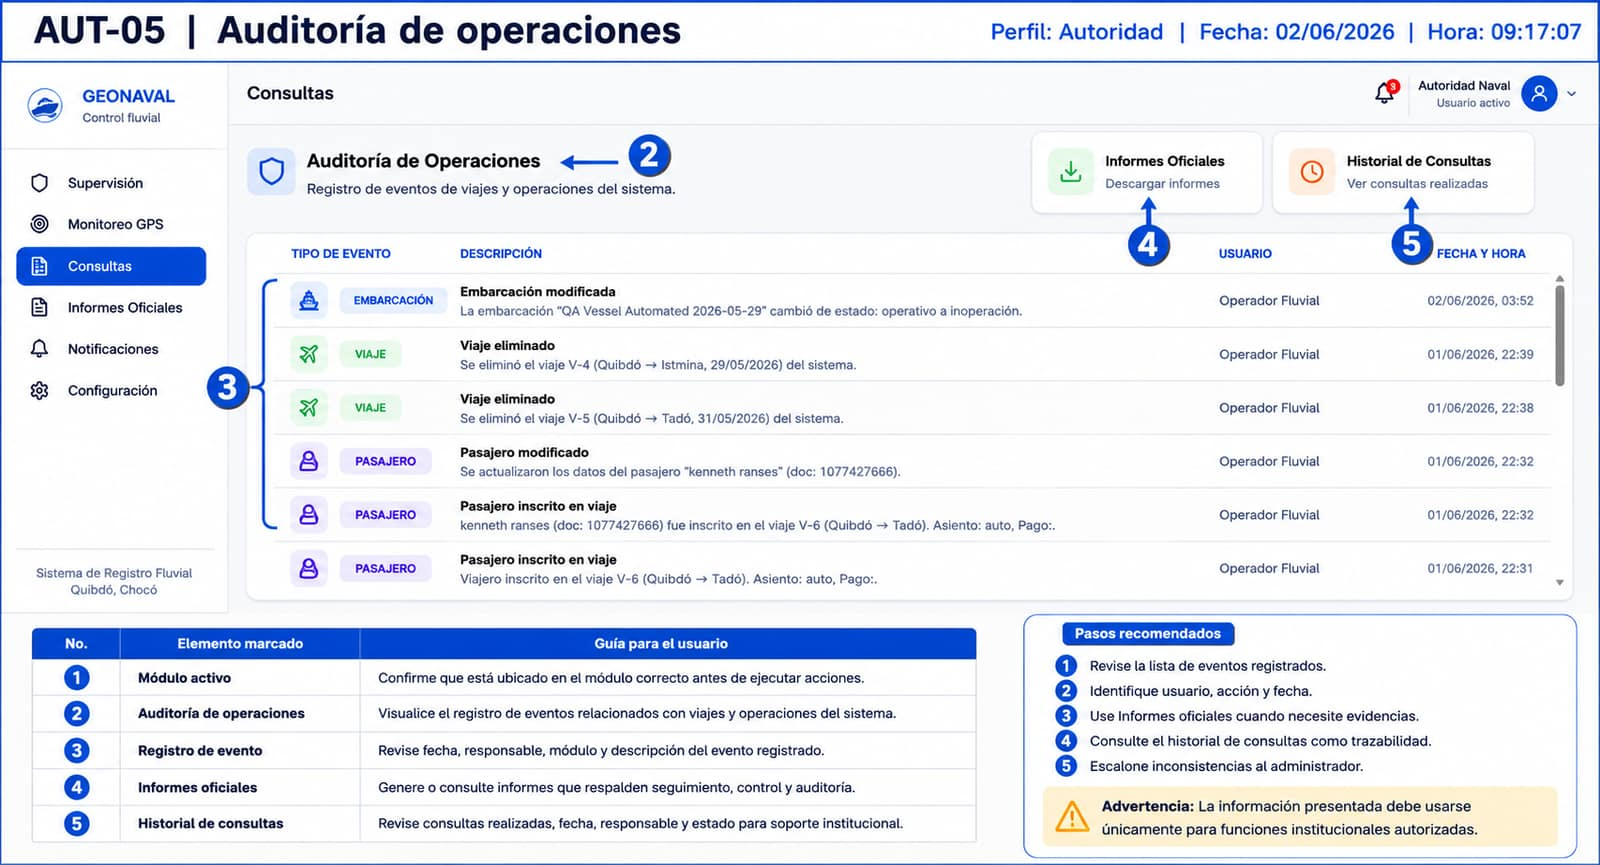 AUT-05 | Auditoría de operaciones
Perfil: Autoridad | Fecha: 02/06/2026 | Hora: 09:17:07
GEONAVAL
Control fluvial
Supervisión
Monitoreo GPS
Consultas
Informes Oficiales
Notificaciones
Configuración
Sistema de Registro Fluvial
Quibdó, Chocó
Consultas
3
Autoridad Naval
Usuario activo
Auditoría de Operaciones
2
Registro de eventos de viajes y operaciones del sistema.
Informes Oficiales
Descargar informes
4
Historial de Consultas
Ver consultas realizadas
5
TIPO DE EVENTO DESCRIPCIÓN USUARIO FECHA Y HORA
3
EMBARCACIÓN
Embarcación modificada
La embarcación "QA Vessel Automated 2026-05-29" cambió de estado: operativo a inoperación.
Operador Fluvial
02/06/2026, 03:52
VIAJE
Viaje eliminado
Se eliminó el viaje V-4 (Quibdó → Istmina, 29/05/2026) del sistema.
Operador Fluvial
01/06/2026, 22:39
VIAJE
Viaje eliminado
Se eliminó el viaje V-5 (Quibdó → Tadó, 31/05/2026) del sistema.
Operador Fluvial
01/06/2026, 22:38
PASAJERO
Pasajero modificado
Se actualizaron los datos del pasajero "kenneth ranses" (doc: 1077427666).
Operador Fluvial
01/06/2026, 22:32
PASAJERO
Pasajero inscrito en viaje
kenneth ranses (doc: 1077427666) fue inscrito en el viaje V-6 (Quibdó → Tadó). Asiento: auto, Pago:.
Operador Fluvial
01/06/2026, 22:32
PASAJERO
Pasajero inscrito en viaje
Viajero inscrito en el viaje V-6 (Quibdó → Tadó). Asiento: auto, Pago:.
Operador Fluvial
01/06/2026, 22:31
No. Elemento marcado Guía para el usuario
1 Módulo activo Confirme que está ubicado en el módulo correcto antes de ejecutar acciones.
2 Auditoría de operaciones Visualice el registro de eventos relacionados con viajes y operaciones del sistema.
3 Registro de evento Revise fecha, responsable, módulo y descripción del evento registrado.
4 Informes oficiales Genere o consulte informes que respalden seguimiento, control y auditoría.
5 Historial de consultas Revise consultas realizadas, fecha, responsable y estado para soporte institucional.
Pasos recomendados
1 Revise la lista de eventos registrados.
2 Identifique usuario, acción y fecha.
3 Use Informes oficiales cuando necesite evidencias.
4 Consulte el historial de consultas como trazabilidad.
5 Escalone inconsistencias al administrador.
Advertencia: La información presentada debe usarse
únicamente para funciones institucionales autorizadas.